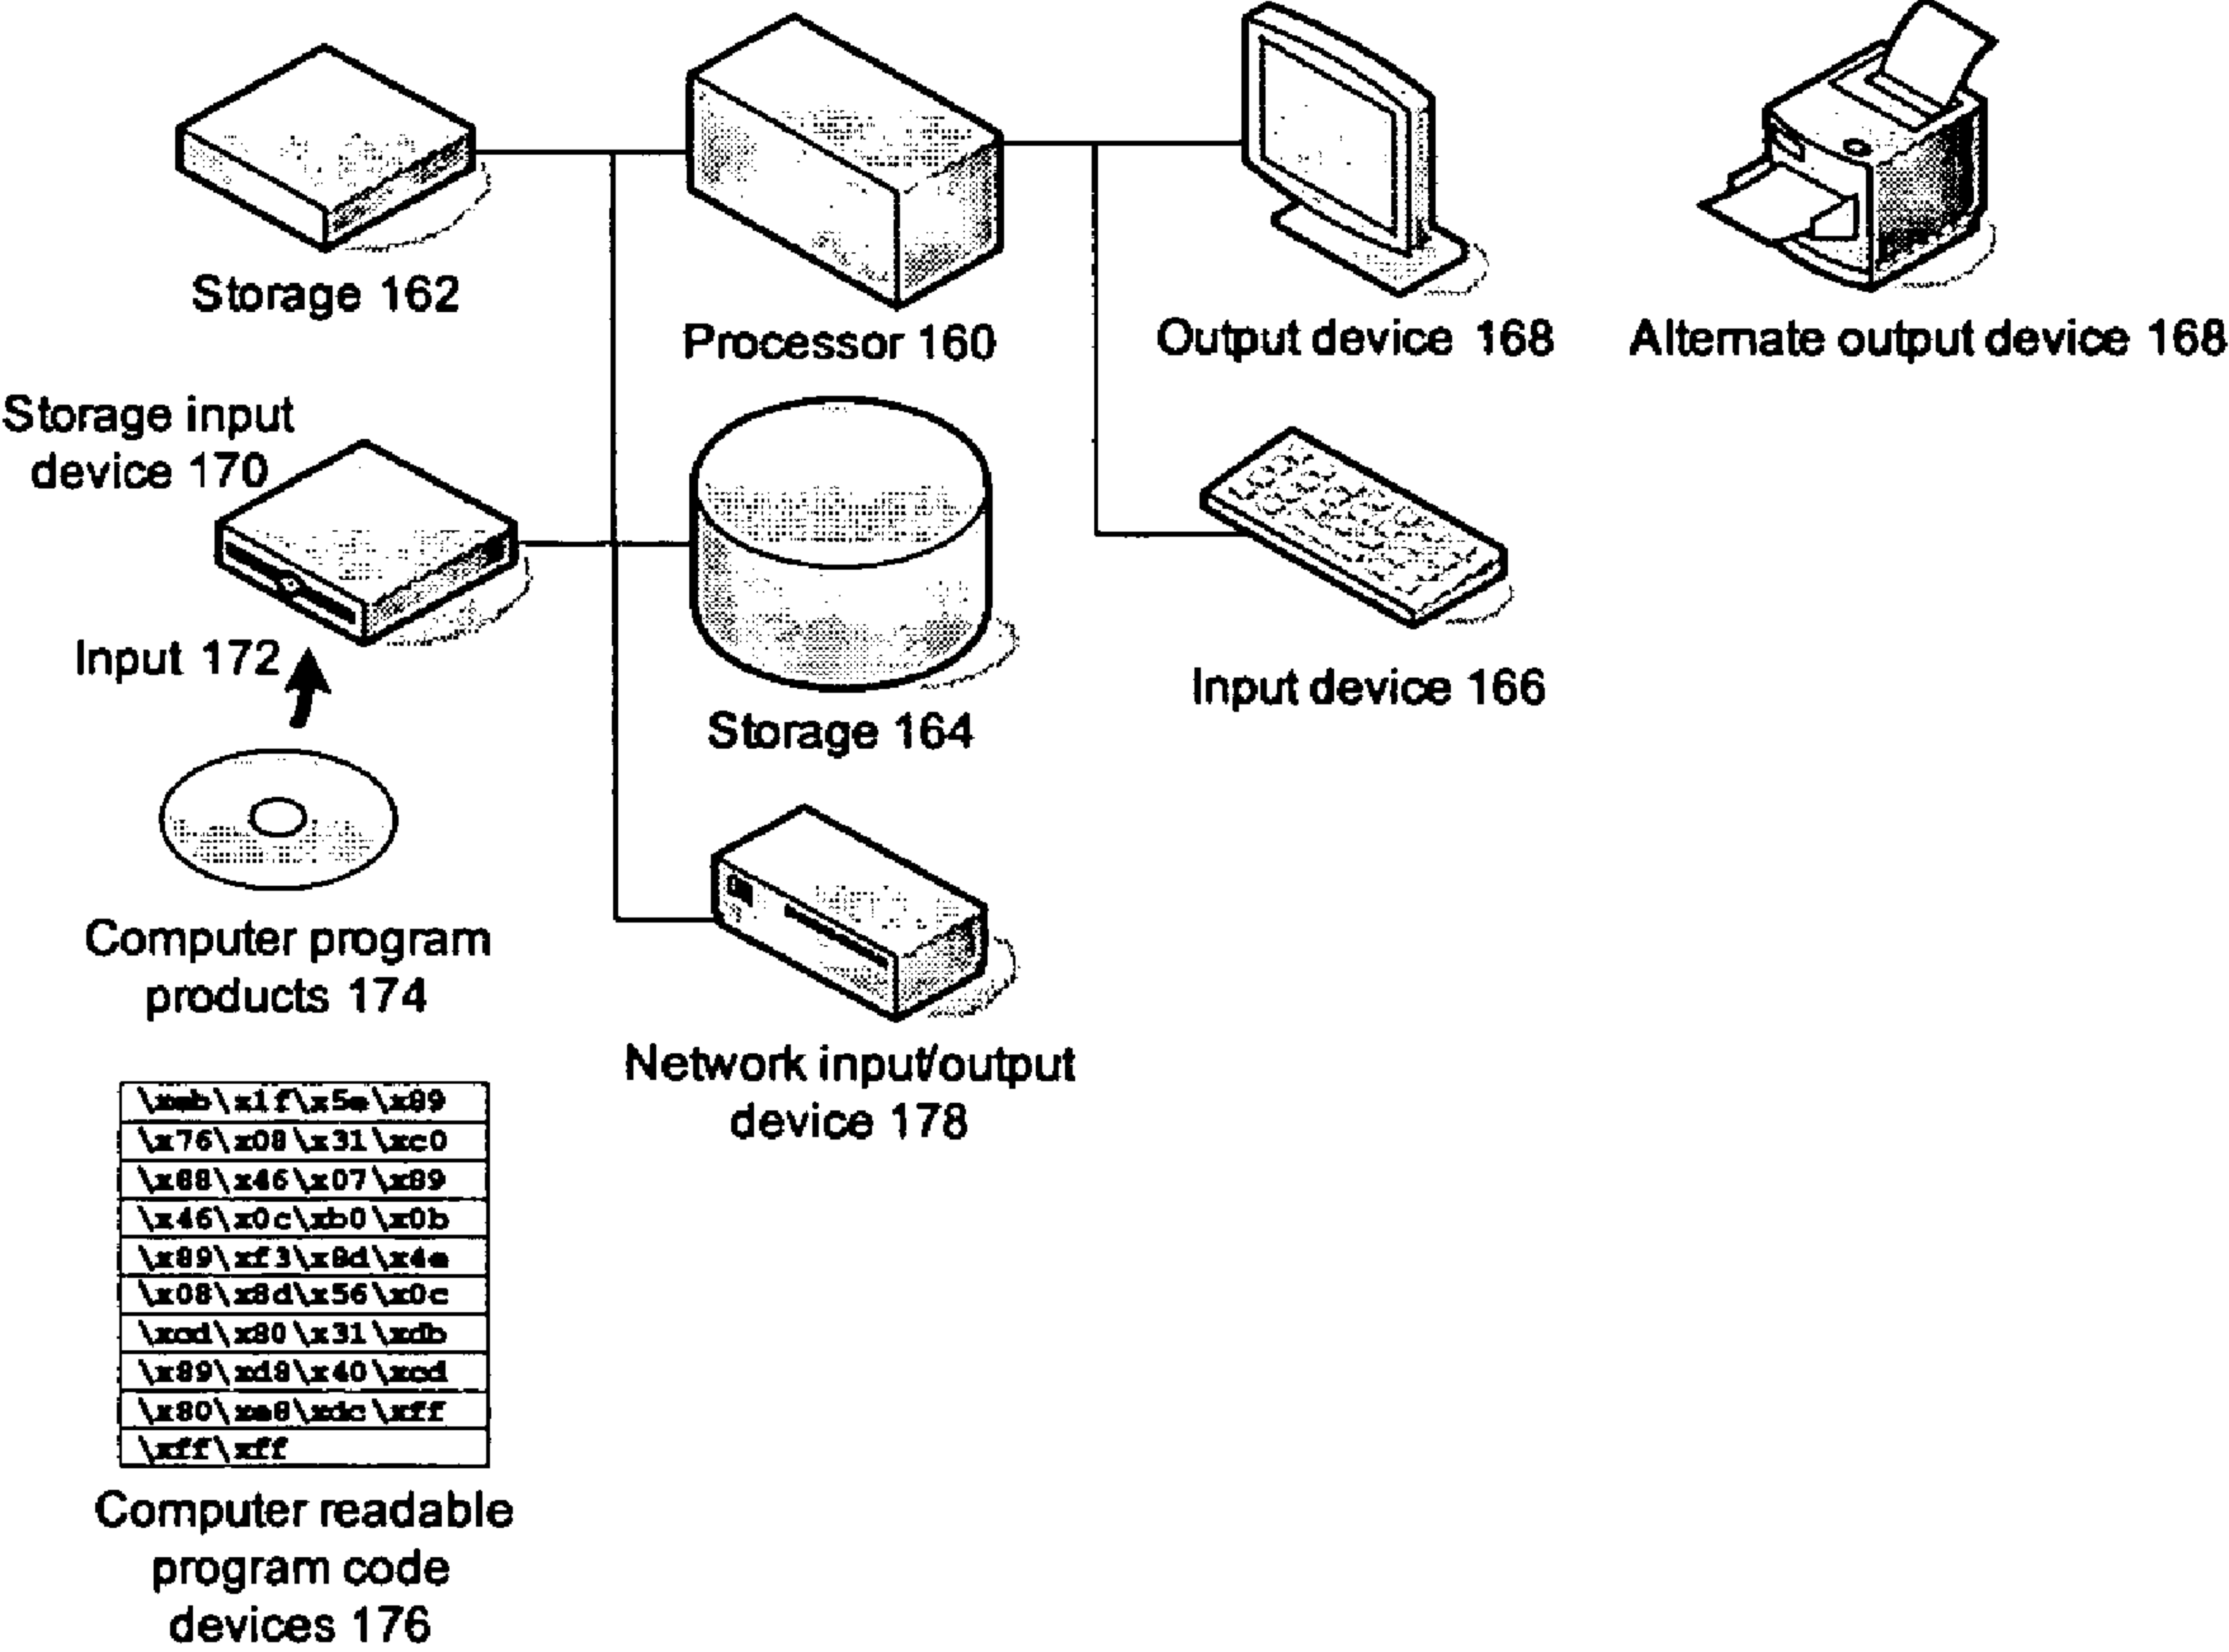 Storage 162
Processor 160
Output device 168
Alternate output device 168
Storage input
device 170
Input 172
Storage 164
Input device 166
Computer program
products 174
Network input/output
device 178
\xeb\x1f\x5e\x89
\x76\x08\x31\xc0
\x88\x46\x07\x89
\x46\x0c\xb0\x0b
\x89\xf3\x8d\x4e
\x08\x8d\x56\x0c
\xcd\x80\x31\xdb
\x89\xd8\x40\xcd
\x80\xe8\xdc\xff
\xff\xff
Computer readable
program code
devices 176